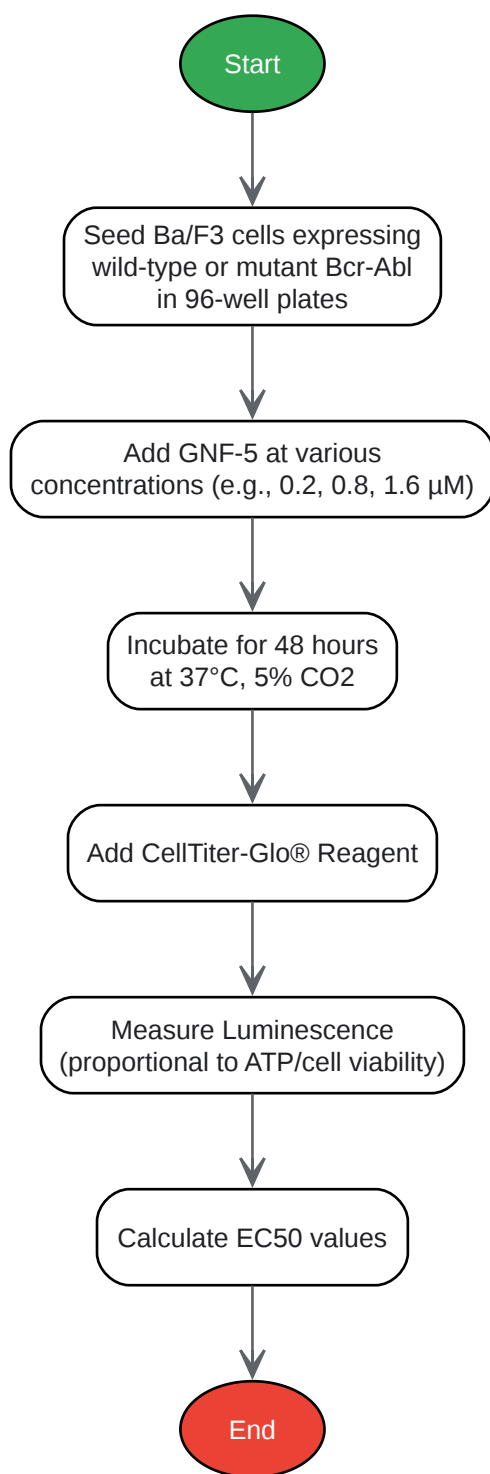 Start
Seed Ba/F3 cells expressing
wild-type or mutant Bcr-Abl
in 96-well plates
Add GNF-5 at various
concentrations (e.g., 0.2, 0.8, 1.6 µM)
Incubate for 48 hours
at 37°C, 5% CO2
Add CellTiter-Glo® Reagent
Measure Luminescence
(proportional to ATP/cell viability)
Calculate EC50 values
End